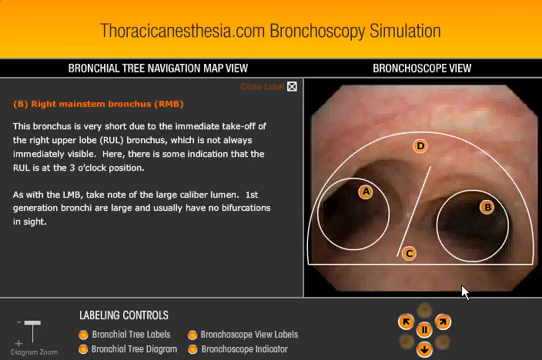 Thoracicanesthesia.com Bronchoscopy Simulation
BRONCHIAL TREE NAVIGATION MAP VIEW
BRONCHOSCOPE VIEW
Close Label
(B) Right mainstem bronchus (RMB)
This bronchus is very short due to the immediate take-off of
the right upper lobe (RUL) bronchus, which is not always
immediately visible. Here, there is some indication that the
RUL is at the 3 o'clock position.
As with the LMB, take note of the large caliber lumen. 1st
generation bronchi are large and usually have no bifurcations
in sight.
D
A
B
C
LABELING CONTROLS
Bronchial Tree Labels
Bronchoscope View Labels
Bronchial Tree Diagram
Bronchoscope Indicator
- 
+
Diagram Zoom